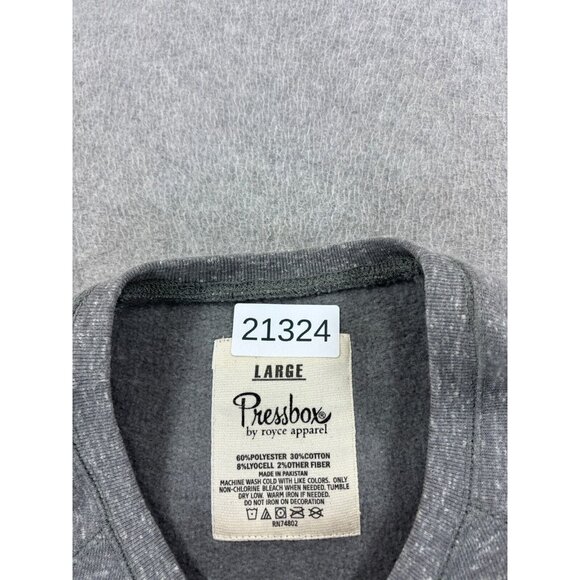 21324
LARGE
Pressbox
by royce apparel
60%POLYESTER 30%COTTON
8%LYOCELL 2%OTHER FIBER
MADE IN PAKISTAN
MACHINE WASH COLD WITH LIKE COLORS. ONLY
NON-CHLORINE BLEACH WHEN NEEDED. TUMBLE
DRY LOW. WARM IRON IF NEEDED.
DO NOT IRON ON DECORATION
RN74802